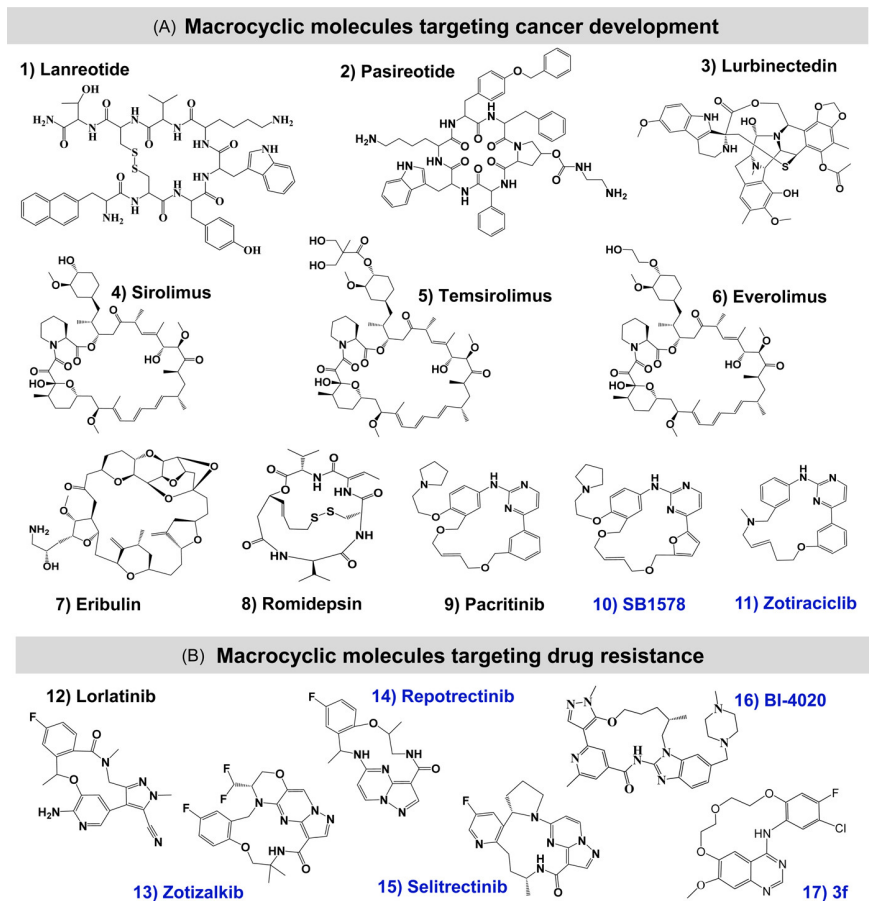 (A) Macrocyclic molecules targeting cancer development
1) Lanreotide
2) Pasireotide
3) Lurbinectedin
4) Sirolimus
5) Temsirolimus
6) Everolimus
7) Eribulin
8) Romidepsin
9) Pacritinib
10) SB1578
11) Zotiraciclib
(B) Macrocyclic molecules targeting drug resistance
12) Lorlatinib
14) Repotrectinib
16) BI-4020
13) Zotizalkib
15) Selitrectinib
17) 3f